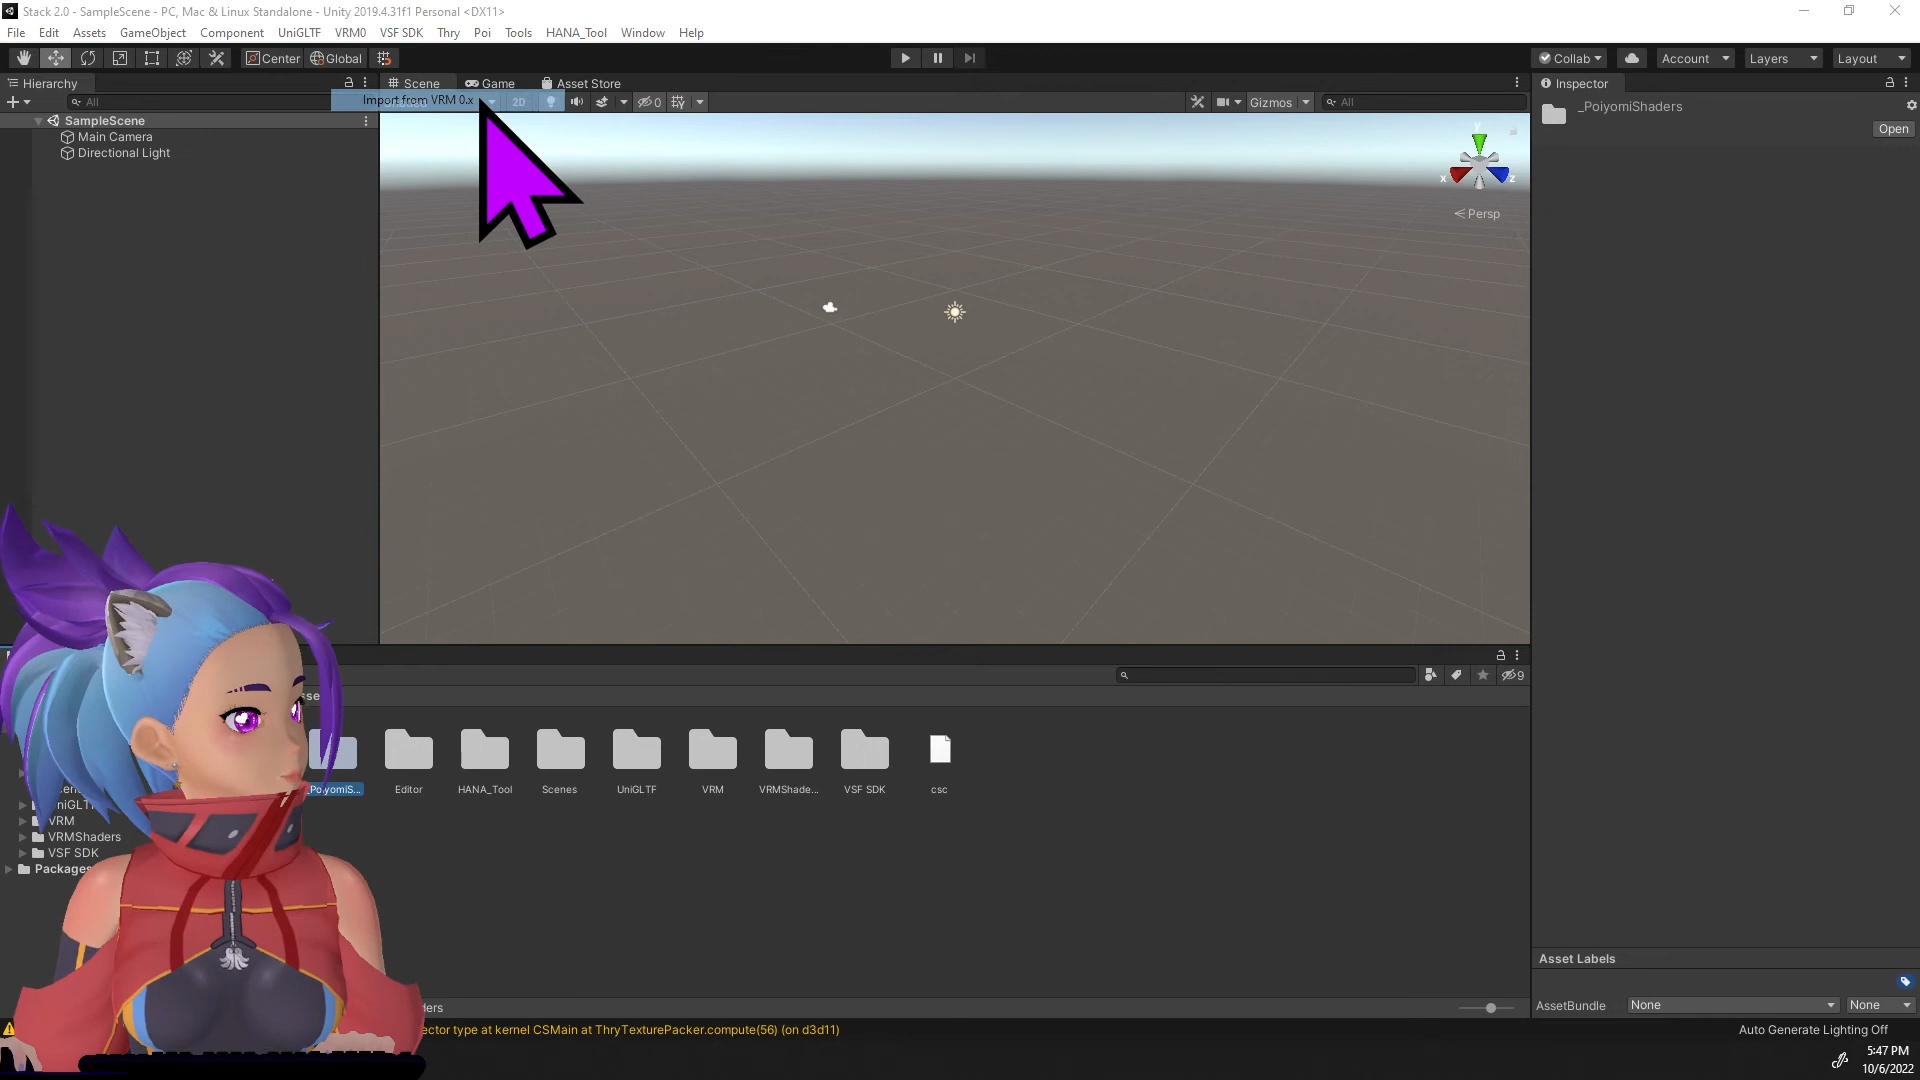 Stack 2.0 - SampleScene - PC, Mac & Linux Standalone - Unity 2019.4.31f1 Personal <DX11>
File Edit Assets GameObject Component UniGLTF VRM0 VSF SDK Thry Poi Tools HANA_Tool Window Help
Center Global Collab Account Layers Layout
Hierarchy Scene Game Asset Store Inspector
All Import from VRM 0.x 2D 0 Gizmos All
_PoiyomiShaders
SampleScene
Open
Main Camera
Directional Light
y
x z
Persp
9
_PoiyomiS... Editor HANA_Tool Scenes UniGLTF VRM VRMShade... VSF SDK csc
VRM
VRMShaders
VSF SDK
Packages
Asset Labels
AssetBundle None None
ector type at kernel CSMain at ThryTexturePacker.compute(56) (on d3d11)
Auto Generate Lighting Off
5:47 PM
10/6/2022